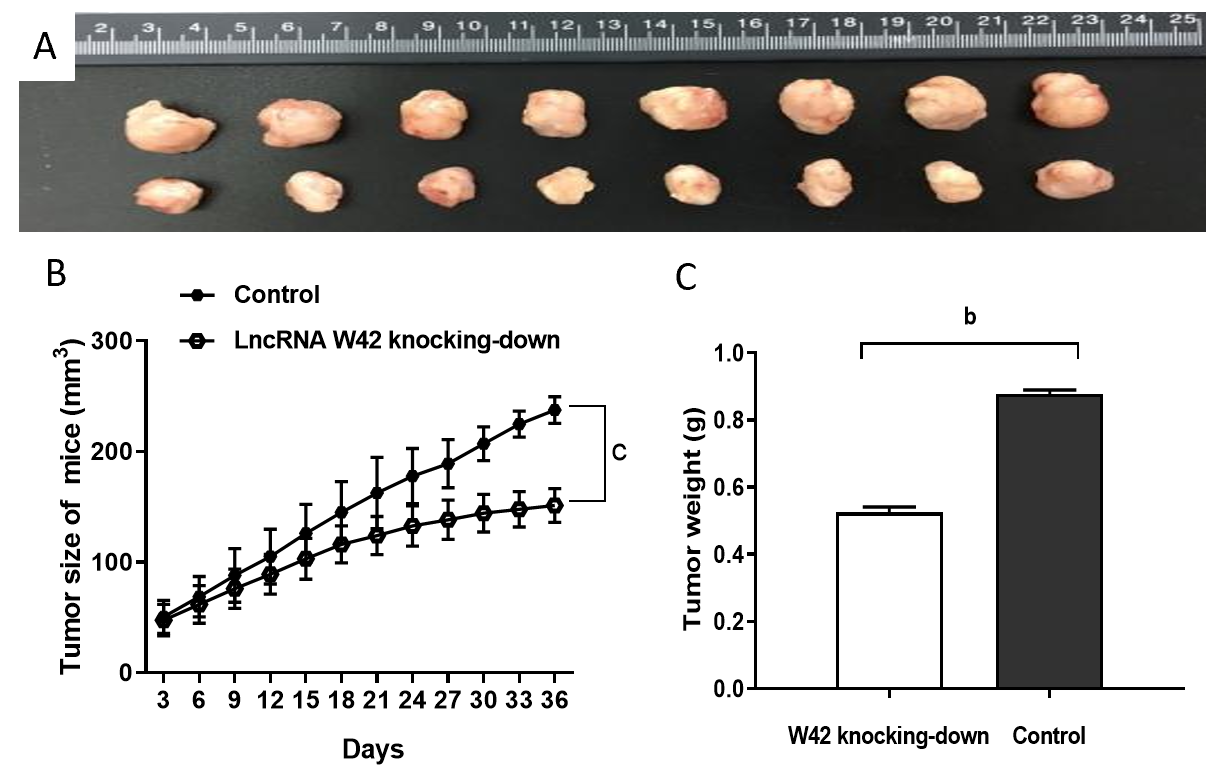 A
2 3 4 5 6 7 8 9 10 11 12 13 14 15 16 17 18 19 20 21 22 23 24 25
B
Control
LncRNA W42 knocking-down
Tumor size of mice (mm3)
300
200
100
0
3 6 9 12 15 18 21 24 27 30 33 36
Days
C
C
b
Tumor weight (g)
1.0
0.8
0.6
0.4
0.2
0.0
W42 knocking-down Control